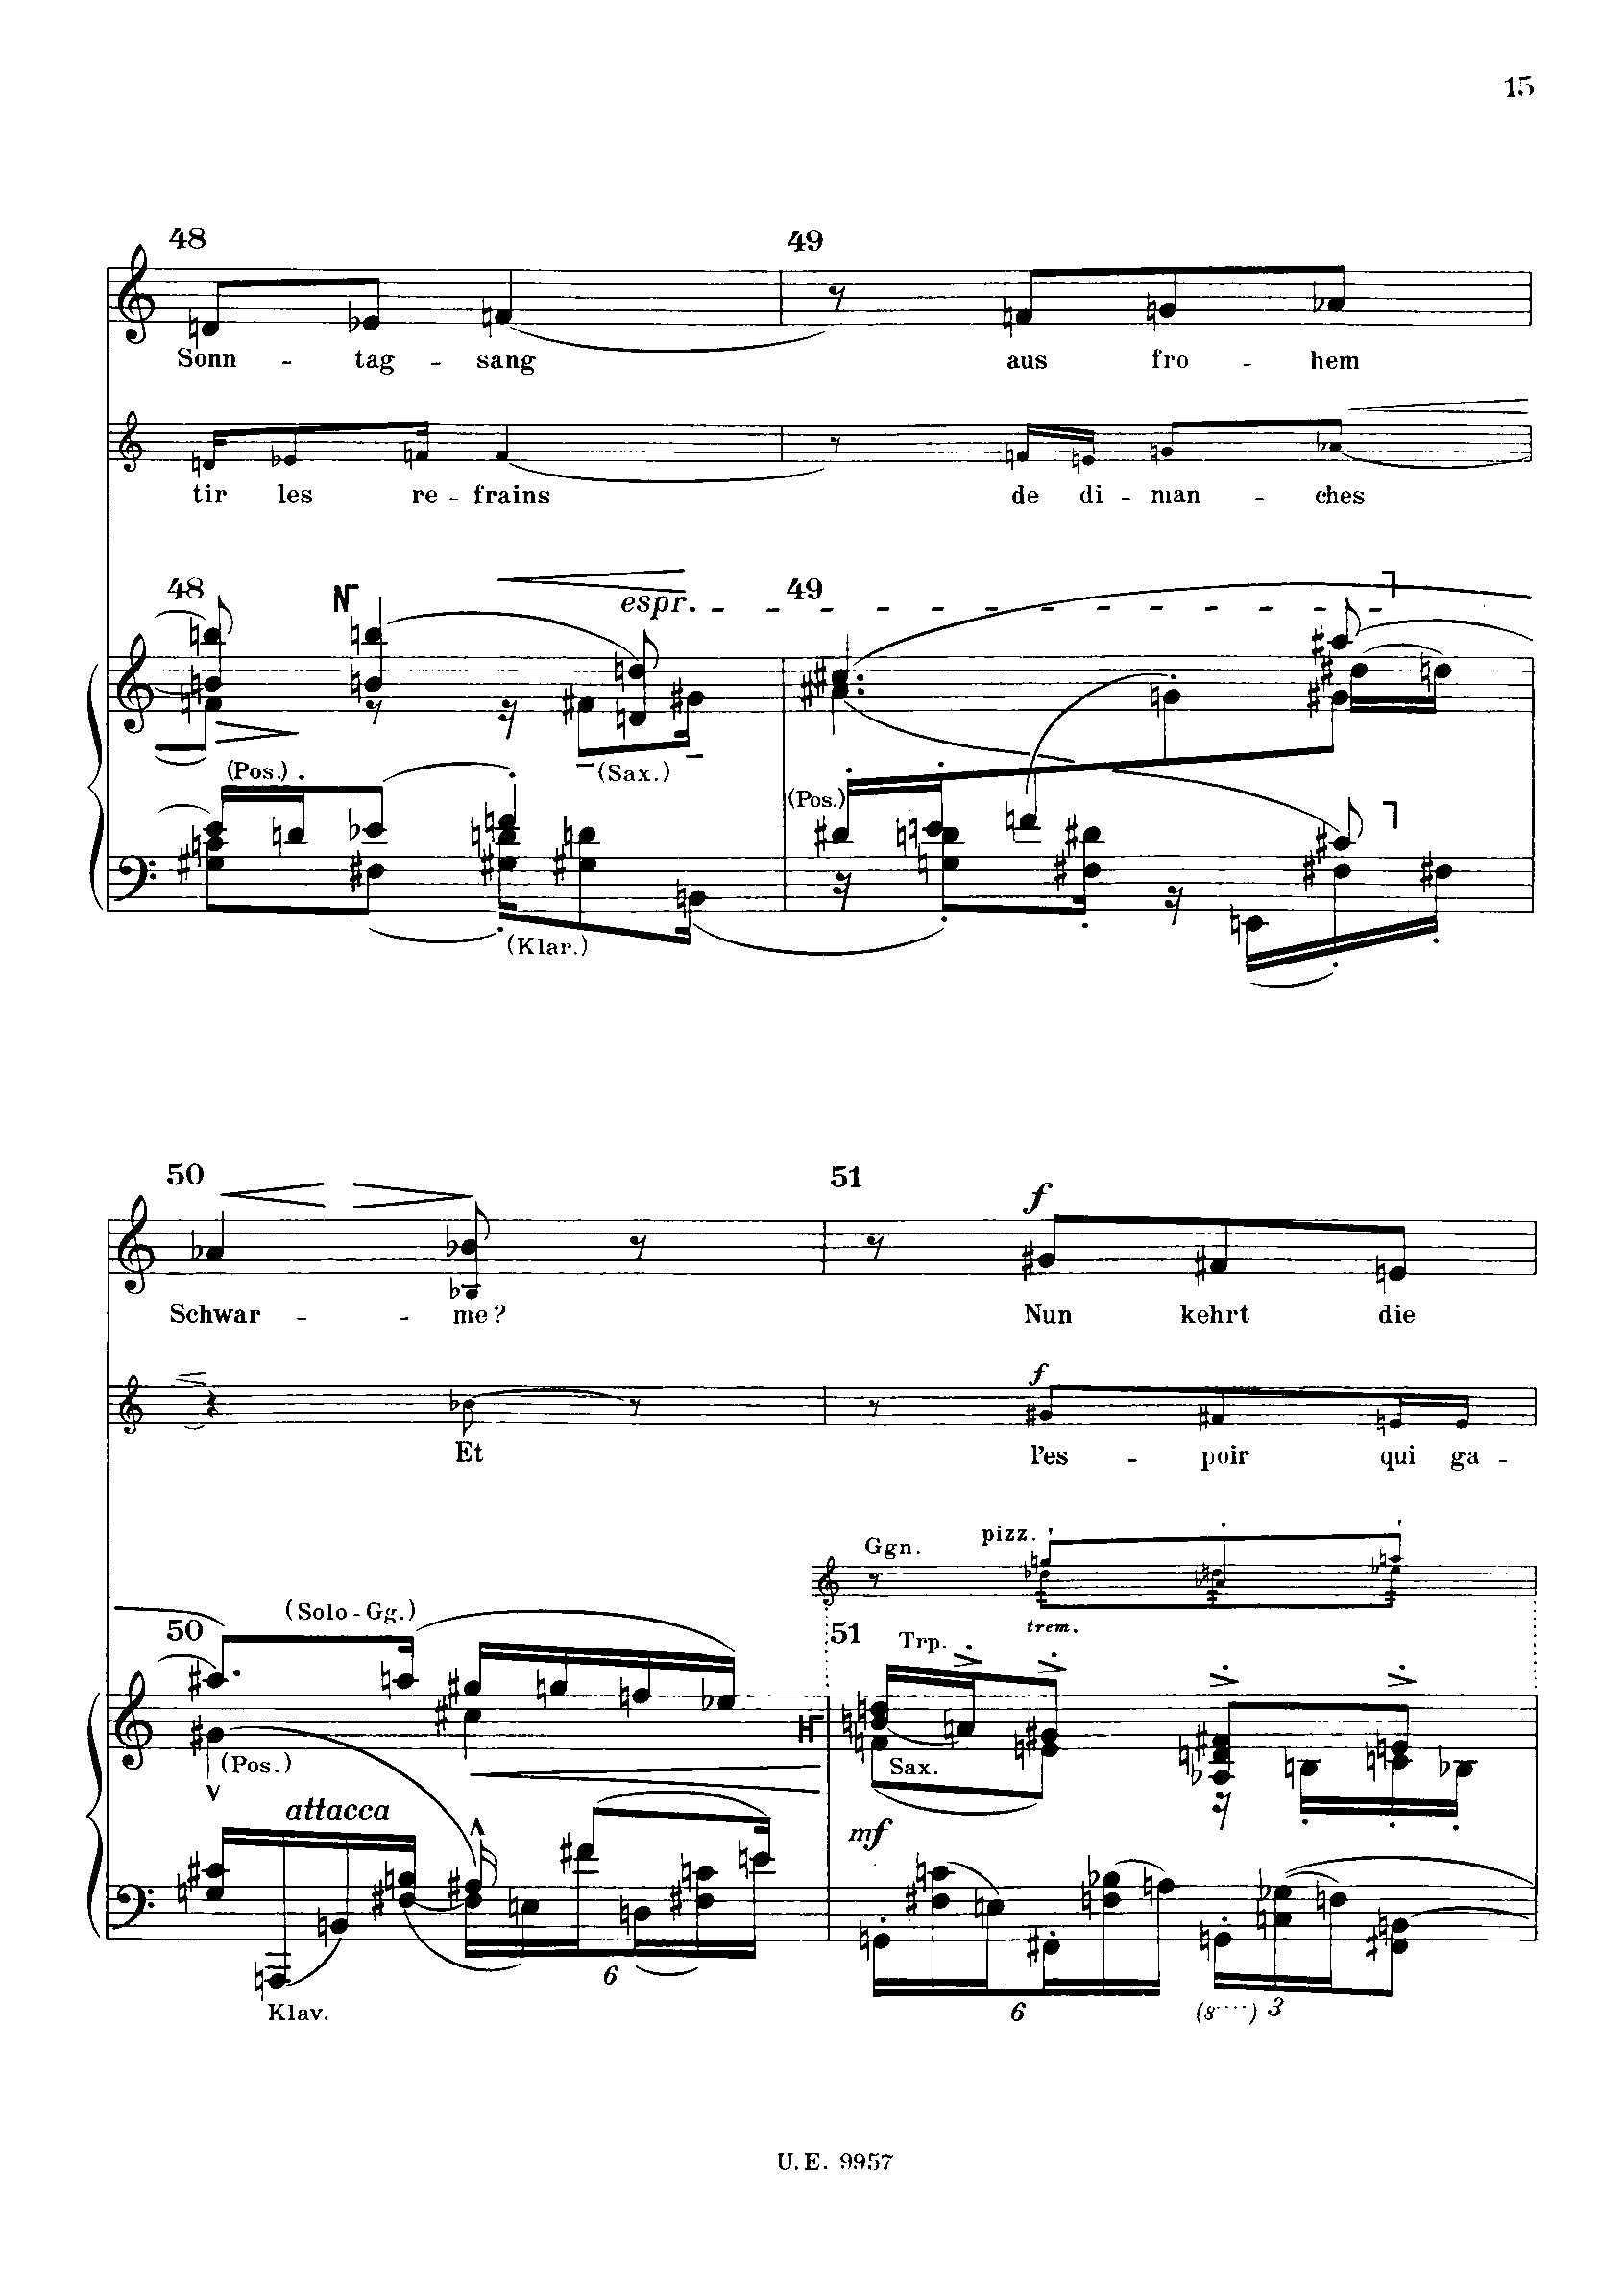 15
48 49
Sonn - tag - sang aus fro - hem
tir les re - frains de di - man - ches
48 espr. 49
(Pos.) (Sax.) (Pos.)
(Klar.)
50 51
f
Schwar - - me? Nun kehrt die
f
Et l'es - poir qui ga -
Ggn. pizz.
trem.
(Solo - Gg.)
50 51 Trp.
(Pos.) Sax.
attacca mf
6
Klav. 6 (8....) 3
U. E. 9957